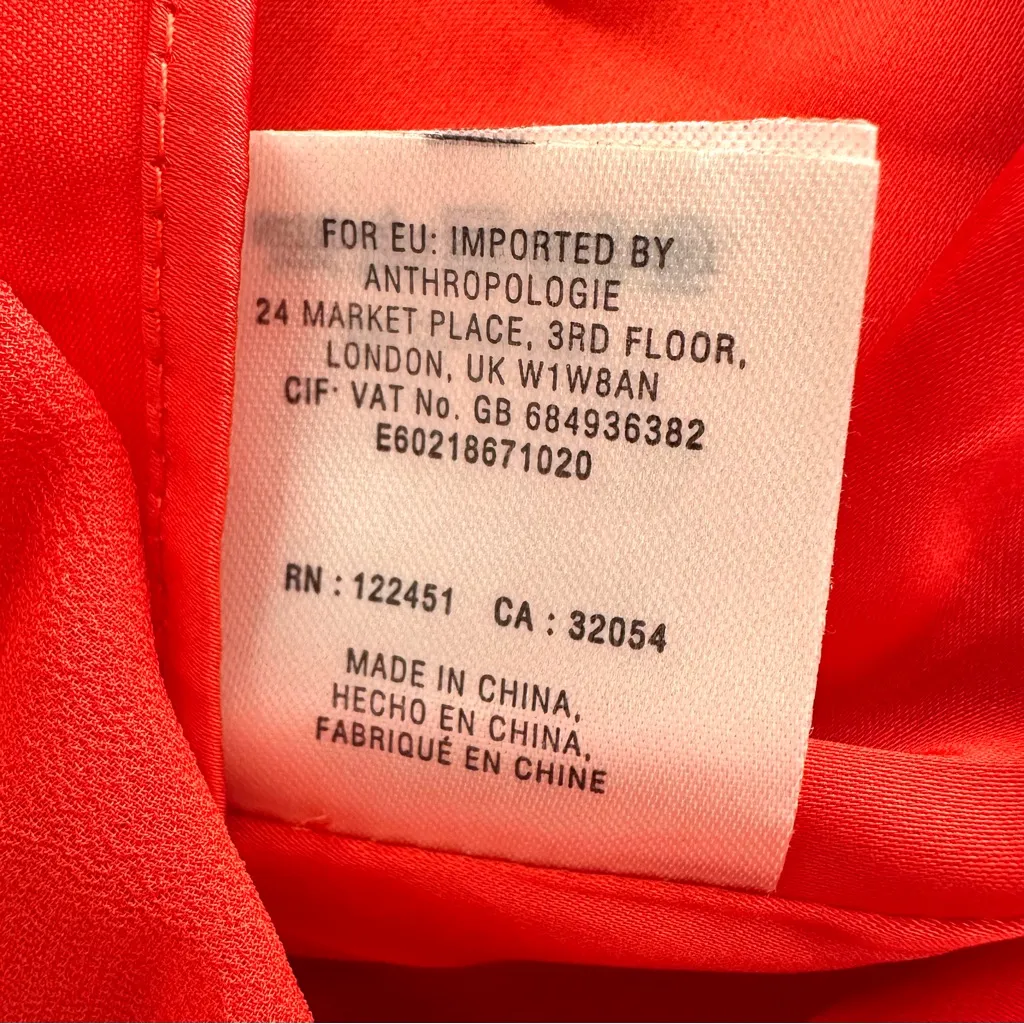 FOR EU: IMPORTED BY
ANTHROPOLOGIE
24 MARKET PLACE, 3RD FLOOR,
LONDON, UK W1W8AN
CIF· VAT No. GB 684936382
E60218671020
RN : 122451 CA : 32054
MADE IN CHINA,
HECHO EN CHINA,
FABRIQUÉ EN CHINE